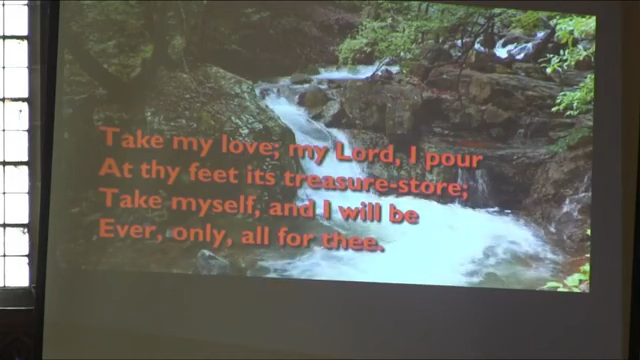 Take my love; my Lord, I pour
At thy feet its treasure-store;
Take myself, and I will be
Ever, only, all for thee.